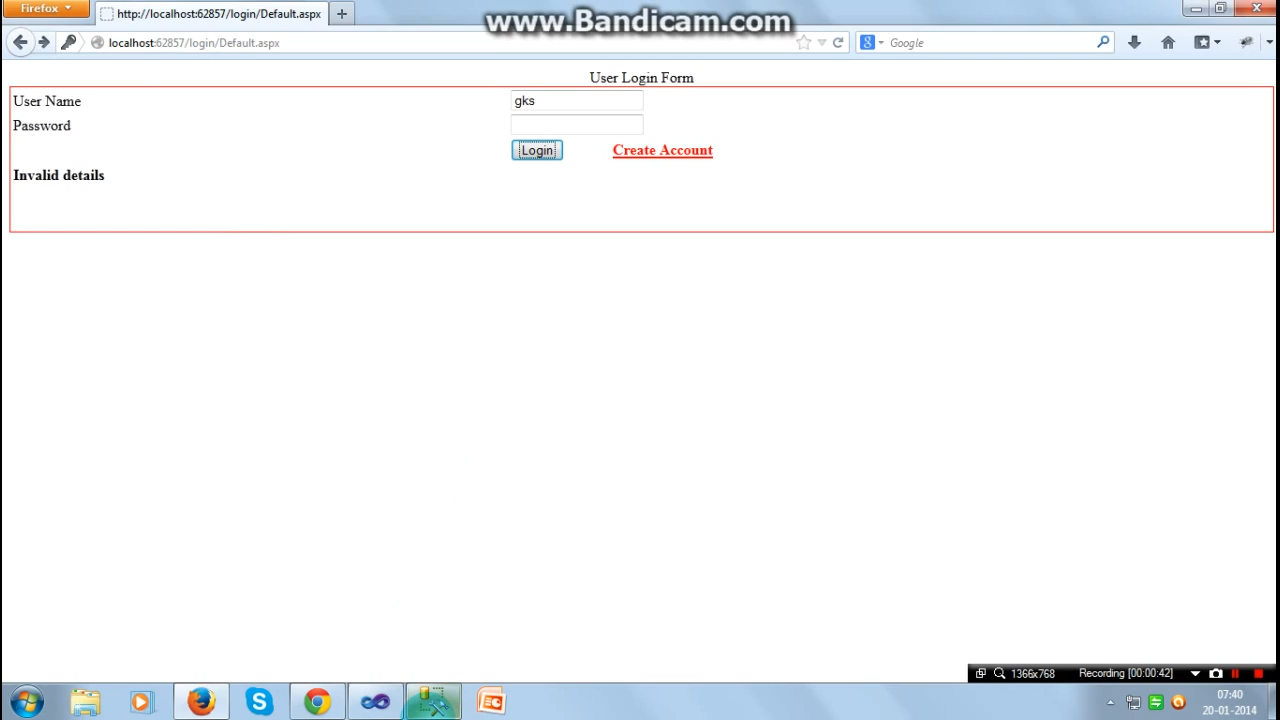 Firefox
http://localhost:62857/login/Default.aspx
www.Bandicam.com
localhost:62857/login/Default.aspx
Google
User Login Form
User Name
gks
Password
Login
Create Account
Invalid details
1366x768
Recording [00:00:42]
07:40
20-01-2014